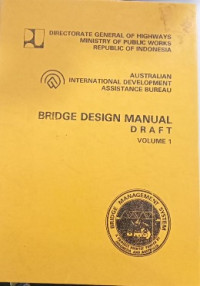 DIRECTORATE GENERAL OF HIGHWAYS
MINISTRY OF PUBLIC WORKS
REPUBLIC OF INDONESIA
AUSTRALIAN
INTERNATIONAL DEVELOPMENT
ASSISTANCE BUREAU
BRIDGE DESIGN MANUAL
DRAFT
VOLUME 1
BRIDGE MANAGEMENT SYSTEM